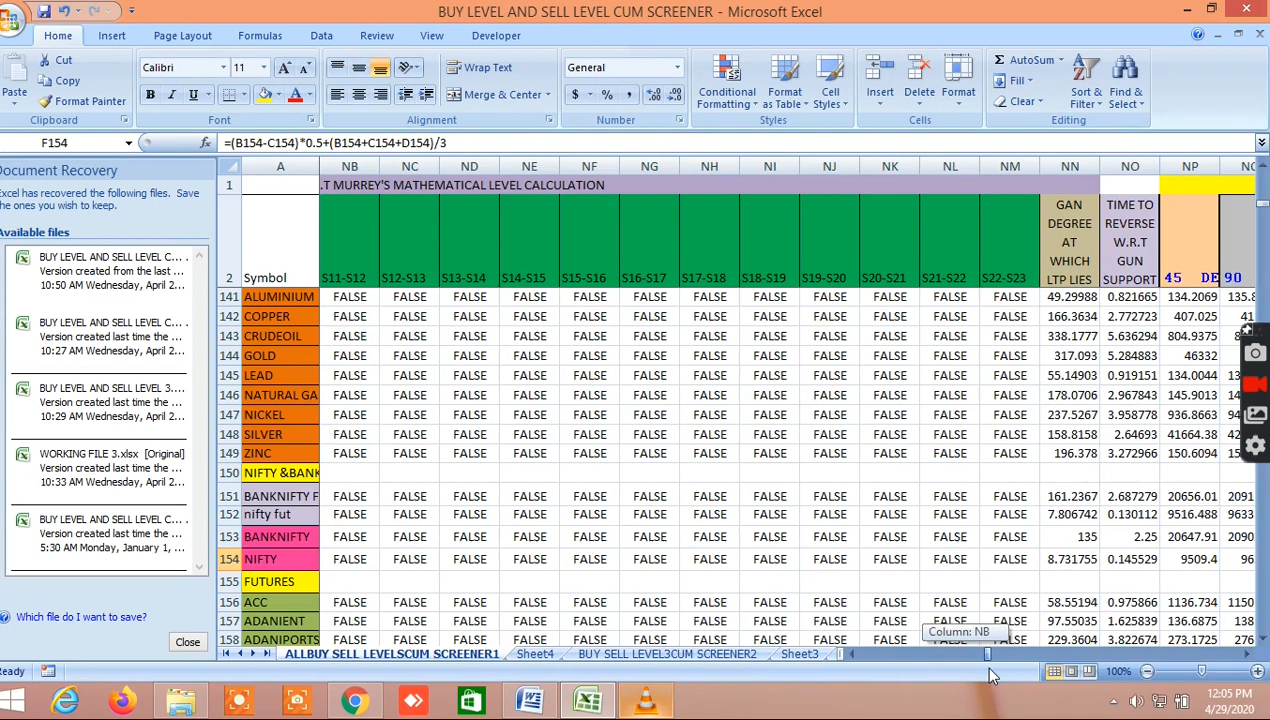 BUY LEVEL AND SELL LEVEL CUM SCREENER - Microsoft Excel
Home Insert Page Layout Formulas Data Review View Developer
Paste Cut Copy Format Painter Clipboard
Calibri 11 B I U Font
Wrap Text Merge & Center Alignment
General $ % , Number
Conditional Formatting Format as Table Cell Styles Styles
Insert Delete Format Cells
AutoSum Fill Clear Sort & Filter Find & Select Editing
F154 fx =(B154-C154)*0.5+(B154+C154+D154)/3
Document Recovery
Excel has recovered the following files. Save
the ones you wish to keep.
Available files
BUY LEVEL AND SELL LEVEL C...
Version created from the last ...
10:50 AM Wednesday, April 2...
BUY LEVEL AND SELL LEVEL C...
Version created last time the ...
10:27 AM Wednesday, April 2...
BUY LEVEL AND SELL LEVEL 3....
Version created last time the ...
10:29 AM Wednesday, April 2...
WORKING FILE 3.xlsx [Original]
Version created last time the ...
10:33 AM Wednesday, April 2...
BUY LEVEL AND SELL LEVEL C...
Version created last time the ...
5:30 AM Monday, January 1, ...
Which file do I want to save?
Close
A NB NC ND NE NF NG NH NI NJ NK NL NM NN NO NP
1 .T MURREY'S MATHEMATICAL LEVEL CALCULATION
2 Symbol S11-S12 S12-S13 S13-S14 S14-S15 S15-S16 S16-S17 S17-S18 S18-S19 S19-S20 S20-S21 S21-S22 S22-S23 GAN DEGREE AT WHICH LTP LIES TIME TO REVERSE W.R.T GUN SUPPORT 45 DE 90
141 ALUMINIUM FALSE FALSE FALSE FALSE FALSE FALSE FALSE FALSE FALSE FALSE FALSE FALSE 49.29988 0.821665 134.2069 135.8
142 COPPER FALSE FALSE FALSE FALSE FALSE FALSE FALSE FALSE FALSE FALSE FALSE FALSE 166.3634 2.772723 407.025 41
143 CRUDEOIL FALSE FALSE FALSE FALSE FALSE FALSE FALSE FALSE FALSE FALSE FALSE FALSE 338.1777 5.636294 804.9375
144 GOLD FALSE FALSE FALSE FALSE FALSE FALSE FALSE FALSE FALSE FALSE FALSE FALSE 317.093 5.284883 46332
145 LEAD FALSE FALSE FALSE FALSE FALSE FALSE FALSE FALSE FALSE FALSE FALSE FALSE 55.14903 0.919151 134.0044
146 NATURAL GA FALSE FALSE FALSE FALSE FALSE FALSE FALSE FALSE FALSE FALSE FALSE FALSE 178.0706 2.967843 145.9013
147 NICKEL FALSE FALSE FALSE FALSE FALSE FALSE FALSE FALSE FALSE FALSE FALSE FALSE 237.5267 3.958778 936.8663
148 SILVER FALSE FALSE FALSE FALSE FALSE FALSE FALSE FALSE FALSE FALSE FALSE FALSE 158.8158 2.64693 41664.38
149 ZINC FALSE FALSE FALSE FALSE FALSE FALSE FALSE FALSE FALSE FALSE FALSE FALSE 196.378 3.272966 150.6094
150 NIFTY &BANK
151 BANKNIFTY F FALSE FALSE FALSE FALSE FALSE FALSE FALSE FALSE FALSE FALSE FALSE FALSE 161.2367 2.687279 20656.01 2091
152 nifty fut FALSE FALSE FALSE FALSE FALSE FALSE FALSE FALSE FALSE FALSE FALSE FALSE 7.806742 0.130112 9516.488 9633
153 BANKNIFTY FALSE FALSE FALSE FALSE FALSE FALSE FALSE FALSE FALSE FALSE FALSE FALSE 135 2.25 20647.91 2090
154 NIFTY FALSE FALSE FALSE FALSE FALSE FALSE FALSE FALSE FALSE FALSE FALSE FALSE 8.731755 0.145529 9509.4 96
155 FUTURES
156 ACC FALSE FALSE FALSE FALSE FALSE FALSE FALSE FALSE FALSE FALSE FALSE FALSE 58.55194 0.975866 1136.734 1150
157 ADANIENT FALSE FALSE FALSE FALSE FALSE FALSE FALSE FALSE FALSE FALSE FALSE FALSE 97.55035 1.625839 136.6875 138
158 ADANIPORTS FALSE FALSE FALSE FALSE FALSE FALSE FALSE FALSE FALSE FALSE FALSE FALSE 229.3604 3.822674 273.1725 276
Column: NB
ALLBUY SELL LEVELSCUM SCREENER1 Sheet4 BUY SELL LEVEL3CUM SCREENER2 Sheet3
Ready 100%
12:05 PM
4/29/2020